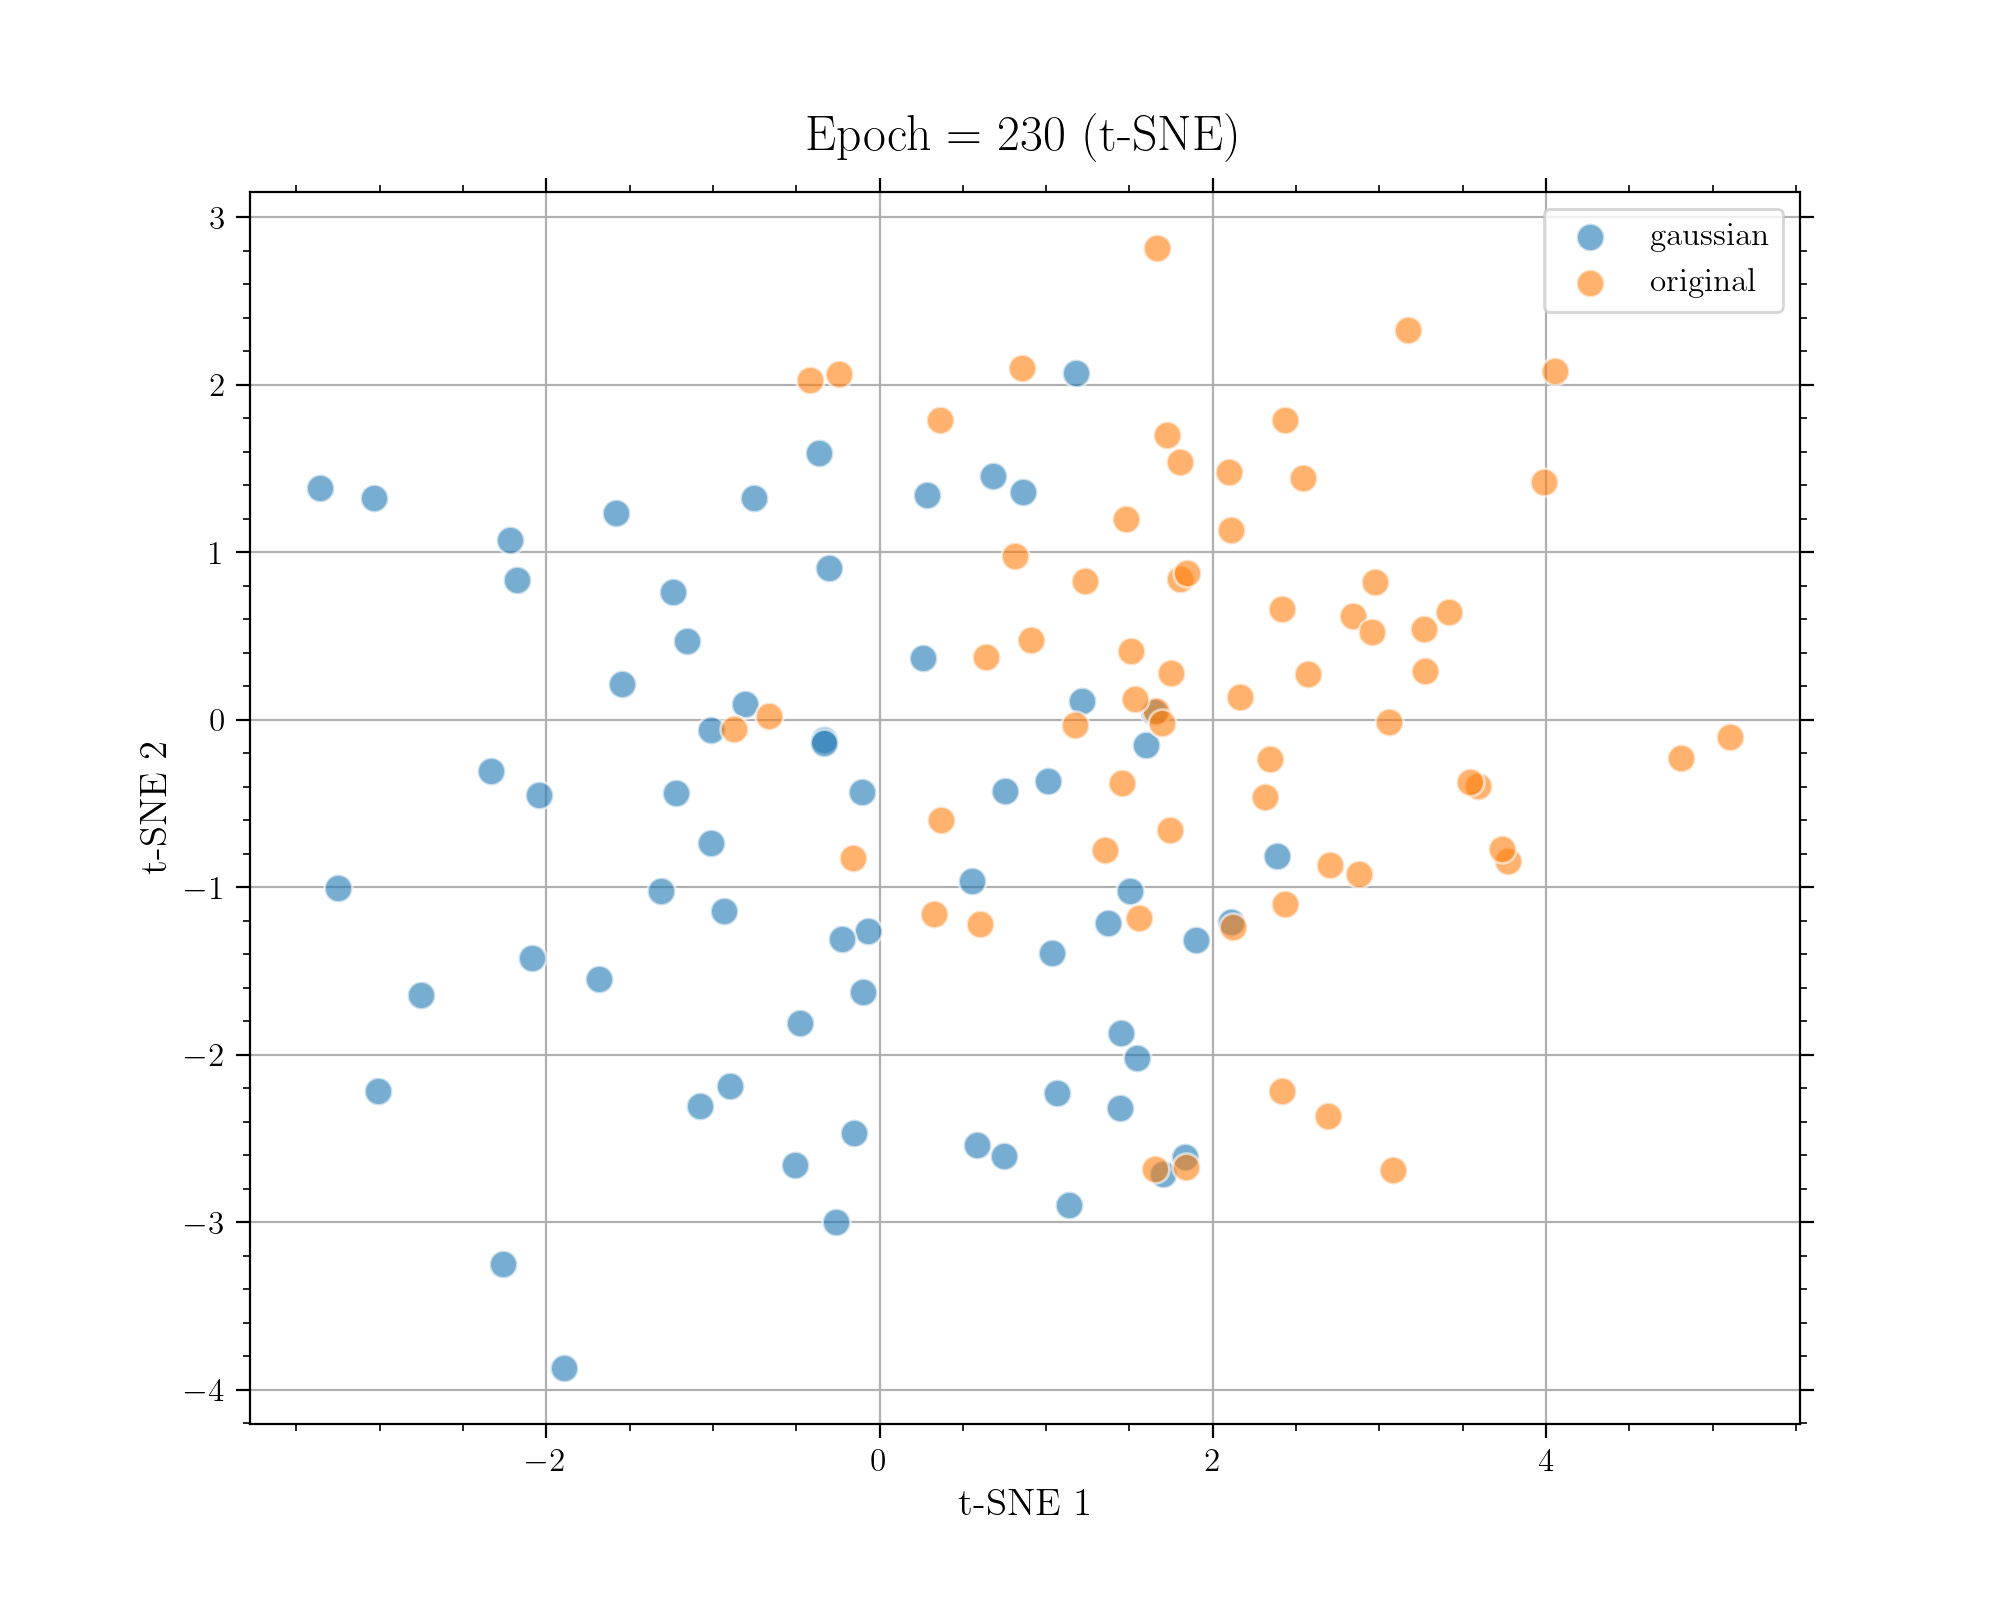 Epoch = 230 (t-SNE)
gaussian
original
3
2
1
0
−1
−2
−3
−4
t-SNE 2
−2
0
2
4
t-SNE 1